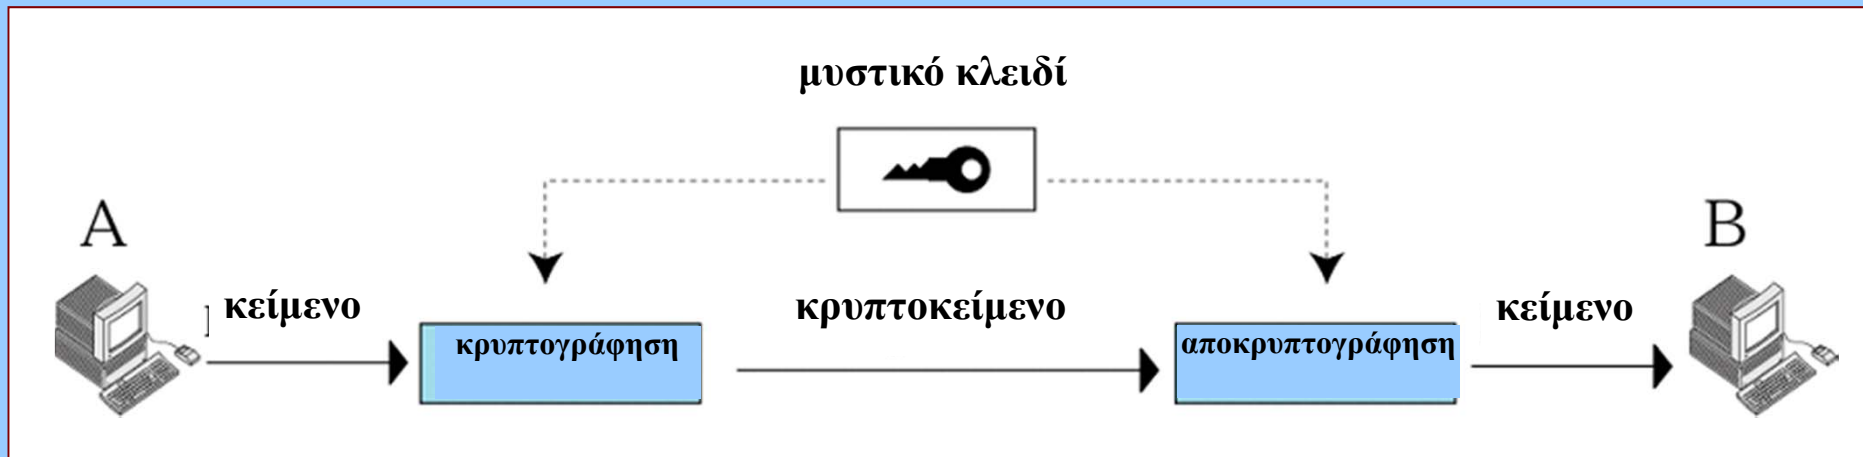 μυστικό κλειδί
A
B
κείμενο
κρυπτοκείμενο
κείμενο
κρυπτογράφηση
αποκρυπτογράφηση